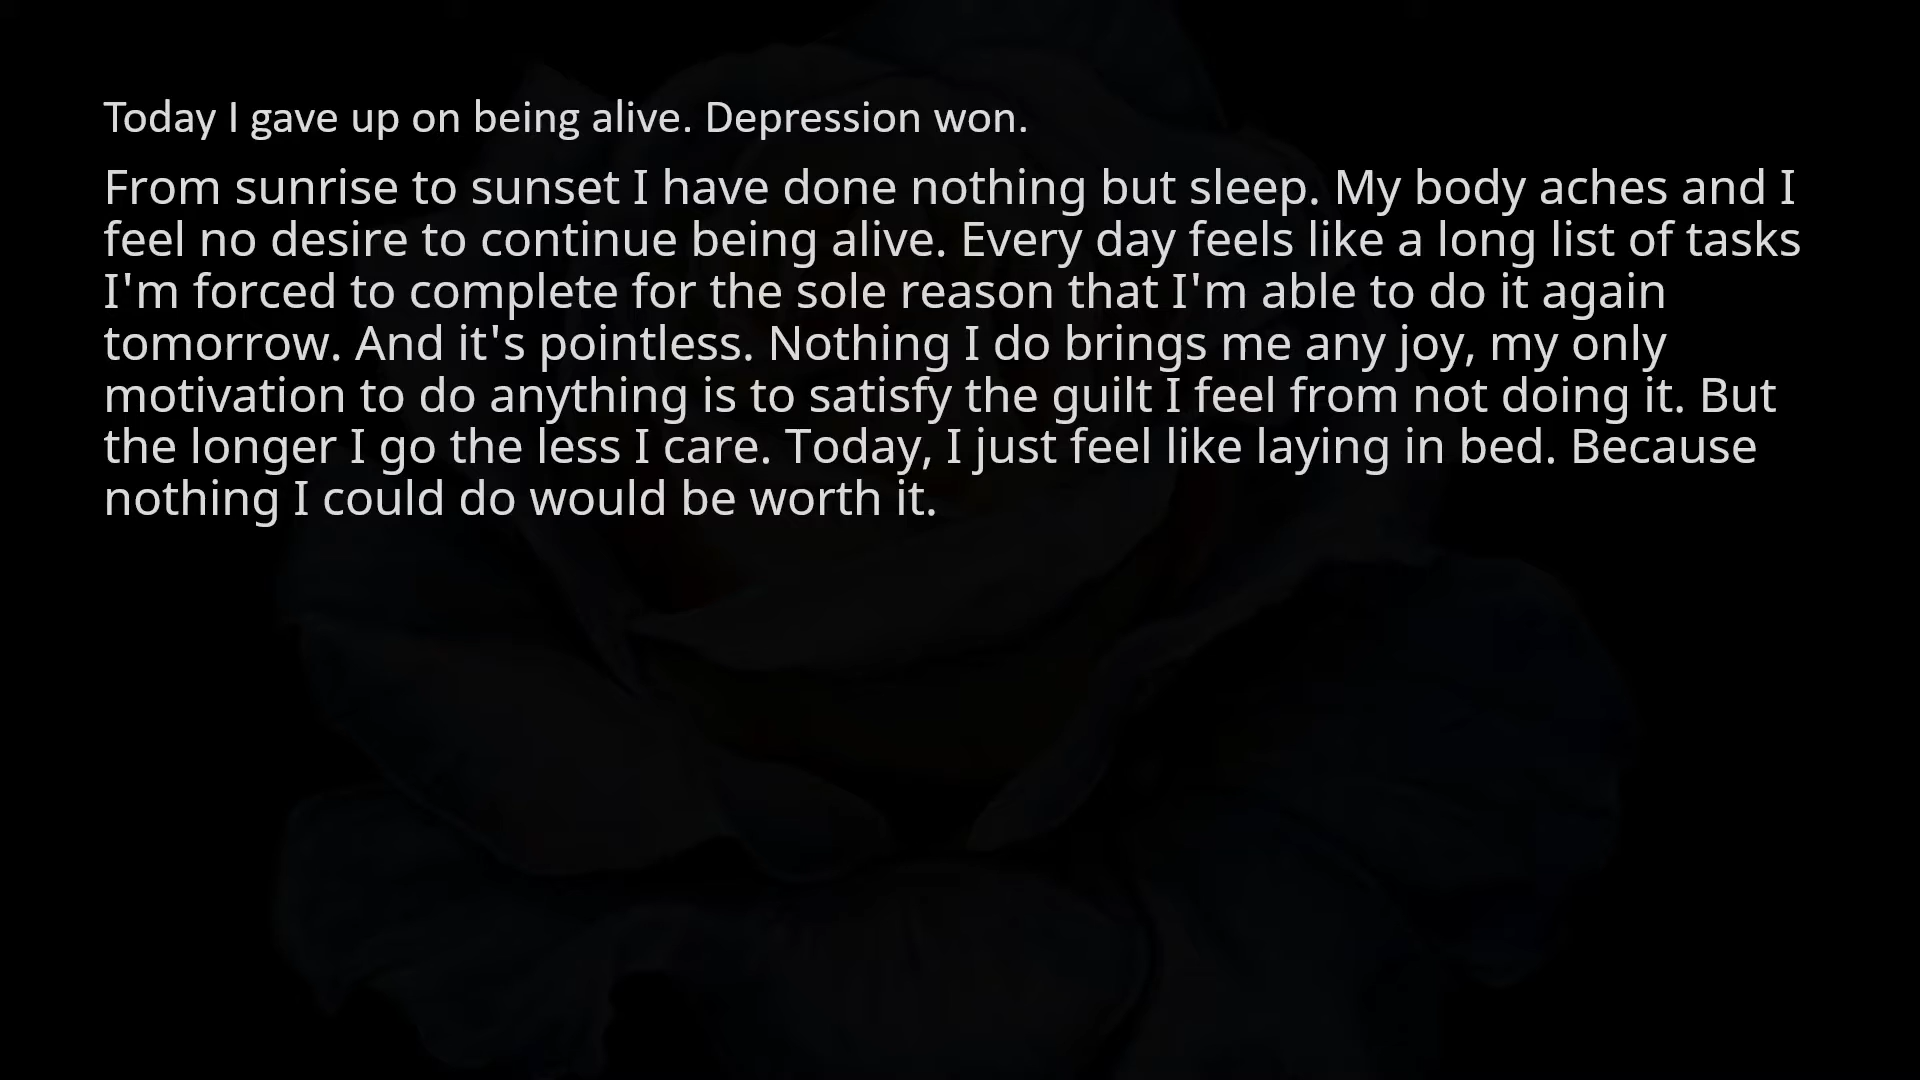 Today I gave up on being alive. Depression won.
From sunrise to sunset I have done nothing but sleep. My body aches and I
feel no desire to continue being alive. Every day feels like a long list of tasks
I'm forced to complete for the sole reason that I'm able to do it again
tomorrow. And it's pointless. Nothing I do brings me any joy, my only
motivation to do anything is to satisfy the guilt I feel from not doing it. But
the longer I go the less I care. Today, I just feel like laying in bed. Because
nothing I could do would be worth it.